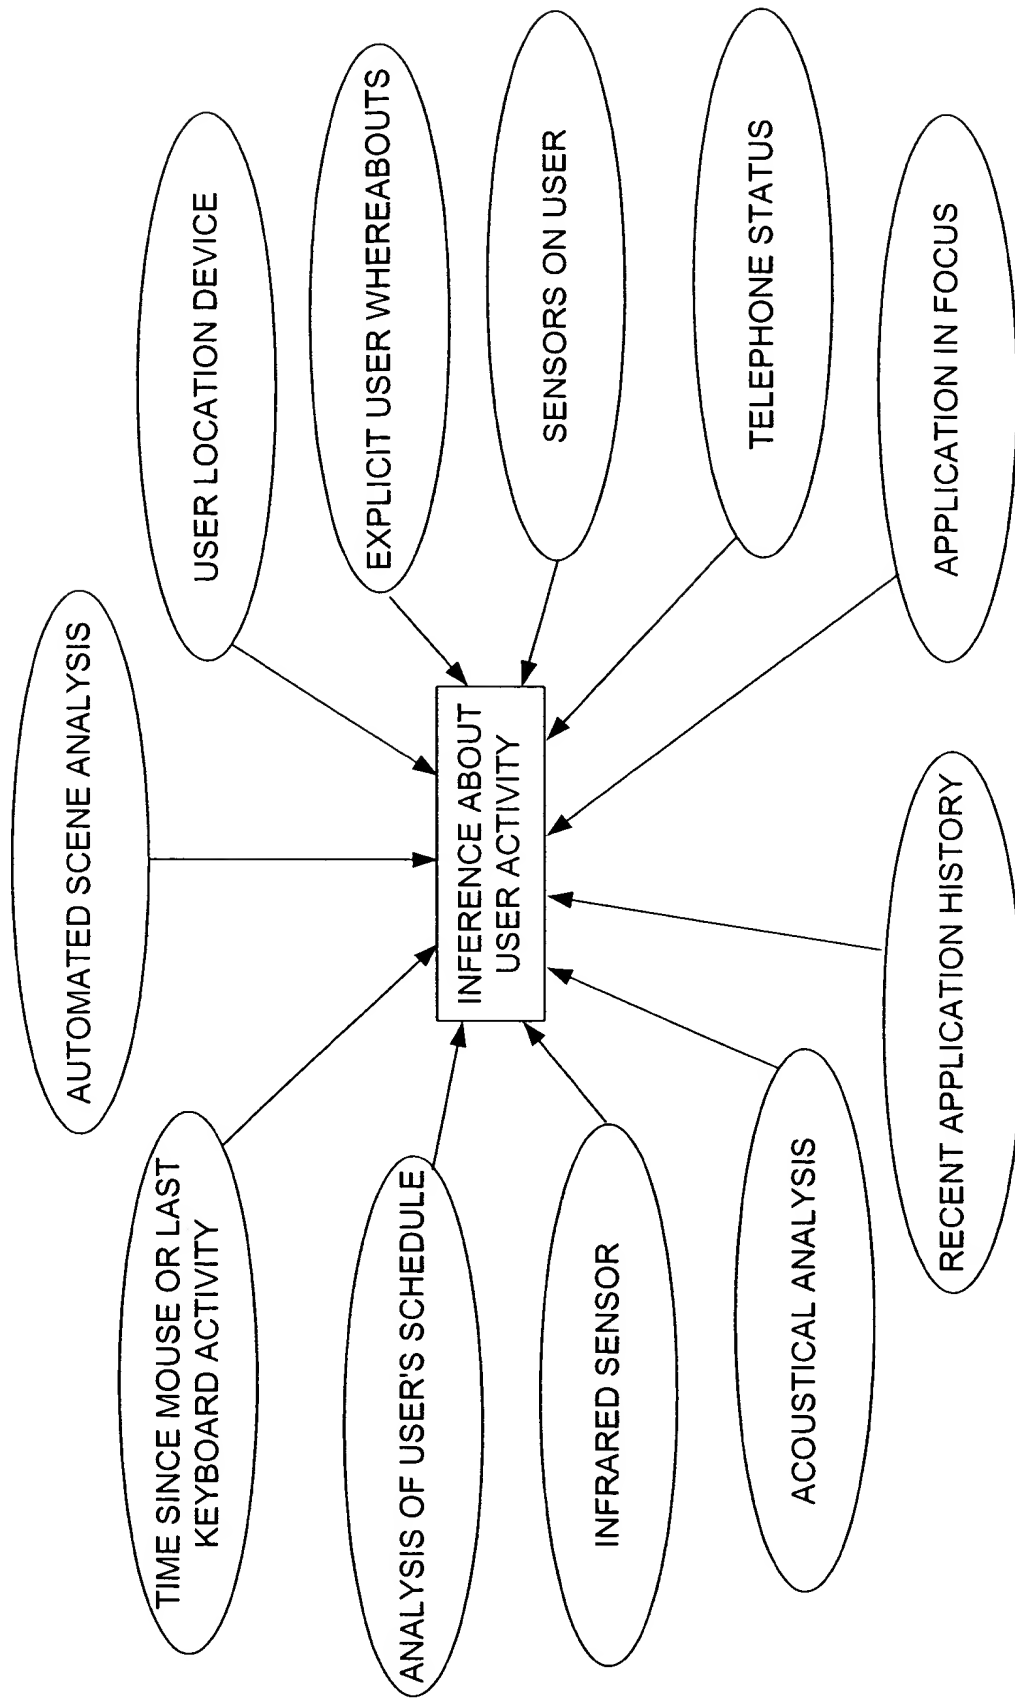 AUTOMATED SCENE ANALYSIS
TIME SINCE MOUSE OR LAST
KEYBOARD ACTIVITY
USER LOCATION DEVICE
ANALYSIS OF USER'S SCHEDULE
EXPLICIT USER WHEREABOUTS
INFERENCE ABOUT
USER ACTIVITY
INFRARED SENSOR
SENSORS ON USER
ACOUSTICAL ANALYSIS
TELEPHONE STATUS
RECENT APPLICATION HISTORY
APPLICATION IN FOCUS